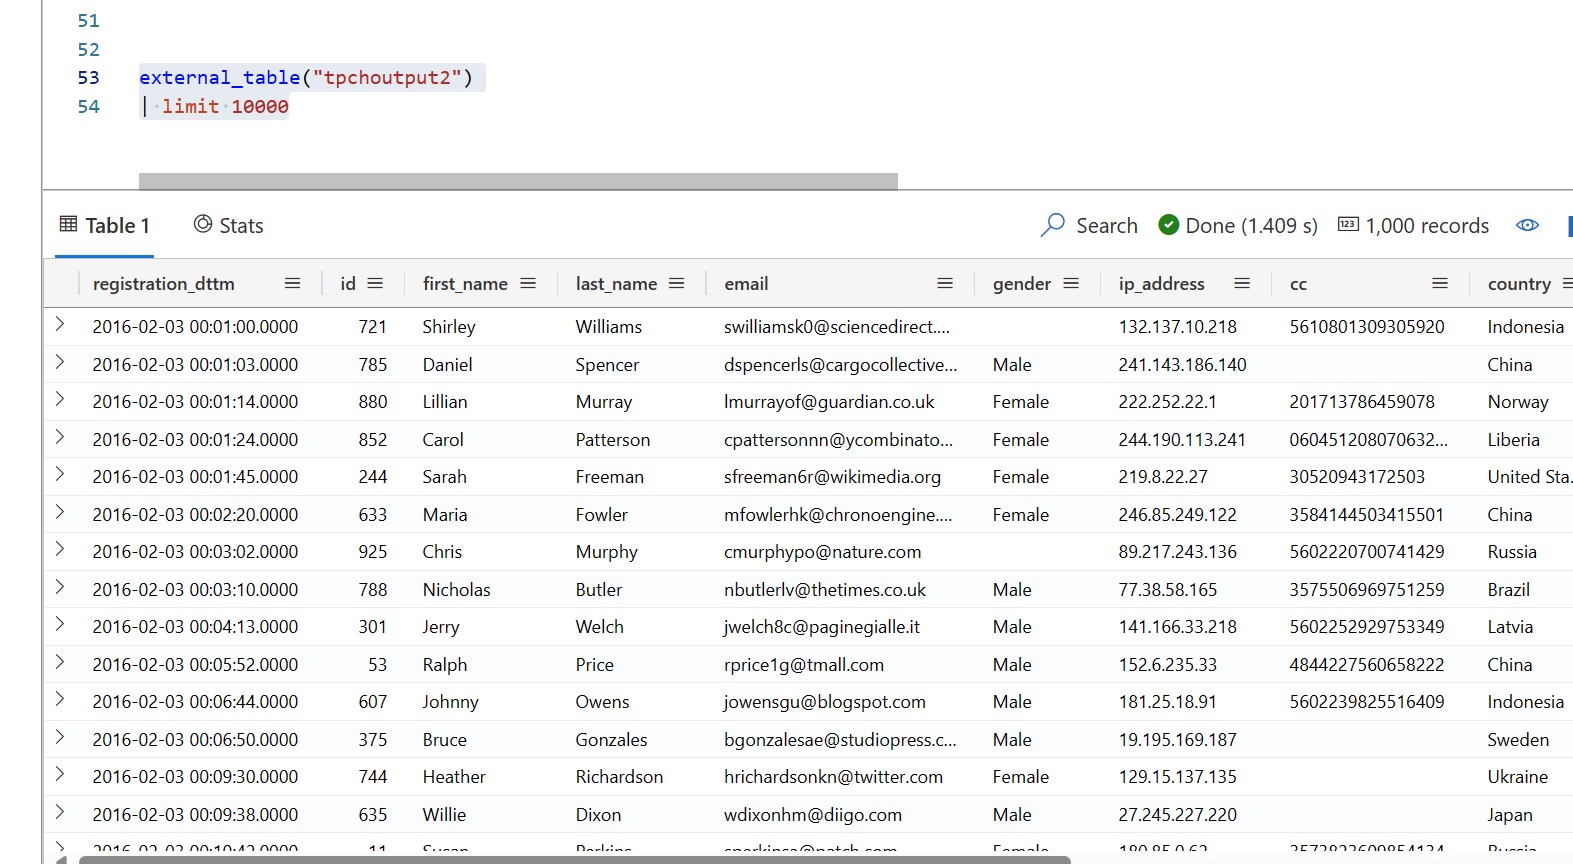 51
52
53 external_table("tpchoutput2")
54 | limit 10000
Table 1 Stats Search Done (1.409 s) 123 1,000 records
registration_dttm id first_name last_name email gender ip_address cc country
2016-02-03 00:01:00.0000 721 Shirley Williams swilliamsk0@sciencedirect.... 132.137.10.218 5610801309305920 Indonesia
2016-02-03 00:01:03.0000 785 Daniel Spencer dspencerls@cargocollective... Male 241.143.186.140 China
2016-02-03 00:01:14.0000 880 Lillian Murray lmurrayof@guardian.co.uk Female 222.252.22.1 201713786459078 Norway
2016-02-03 00:01:24.0000 852 Carol Patterson cpattersonnn@ycombinato... Female 244.190.113.241 060451208070632... Liberia
2016-02-03 00:01:45.0000 244 Sarah Freeman sfreeman6r@wikimedia.org Female 219.8.22.27 30520943172503 United Sta.
2016-02-03 00:02:20.0000 633 Maria Fowler mfowlerhk@chronoengine.... Female 246.85.249.122 3584144503415501 China
2016-02-03 00:03:02.0000 925 Chris Murphy cmurphypo@nature.com 89.217.243.136 5602220700741429 Russia
2016-02-03 00:03:10.0000 788 Nicholas Butler nbutlerlv@thetimes.co.uk Male 77.38.58.165 3575506969751259 Brazil
2016-02-03 00:04:13.0000 301 Jerry Welch jwelch8c@paginegialle.it Male 141.166.33.218 5602252929753349 Latvia
2016-02-03 00:05:52.0000 53 Ralph Price rprice1g@tmall.com Male 152.6.235.33 4844227560658222 China
2016-02-03 00:06:44.0000 607 Johnny Owens jowensgu@blogspot.com Male 181.25.18.91 5602239825516409 Indonesia
2016-02-03 00:06:50.0000 375 Bruce Gonzales bgonzalesae@studiopress.c... Male 19.195.169.187 Sweden
2016-02-03 00:09:30.0000 744 Heather Richardson hrichardsonkn@twitter.com Female 129.15.137.135 Ukraine
2016-02-03 00:09:38.0000 635 Willie Dixon wdixonhm@diigo.com Male 27.245.227.220 Japan
11 Susan Perkins Female Russia